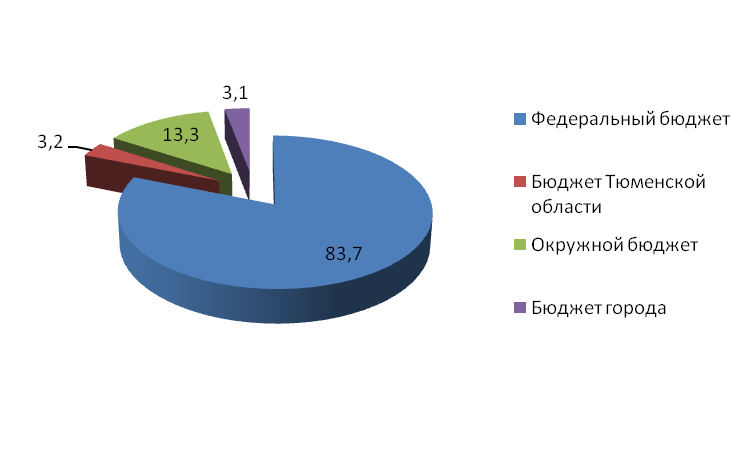 3,1
13,3
3,2
83,7
Федеральный бюджет
Бюджет Тюменской
области
Окружной бюджет
Бюджет города